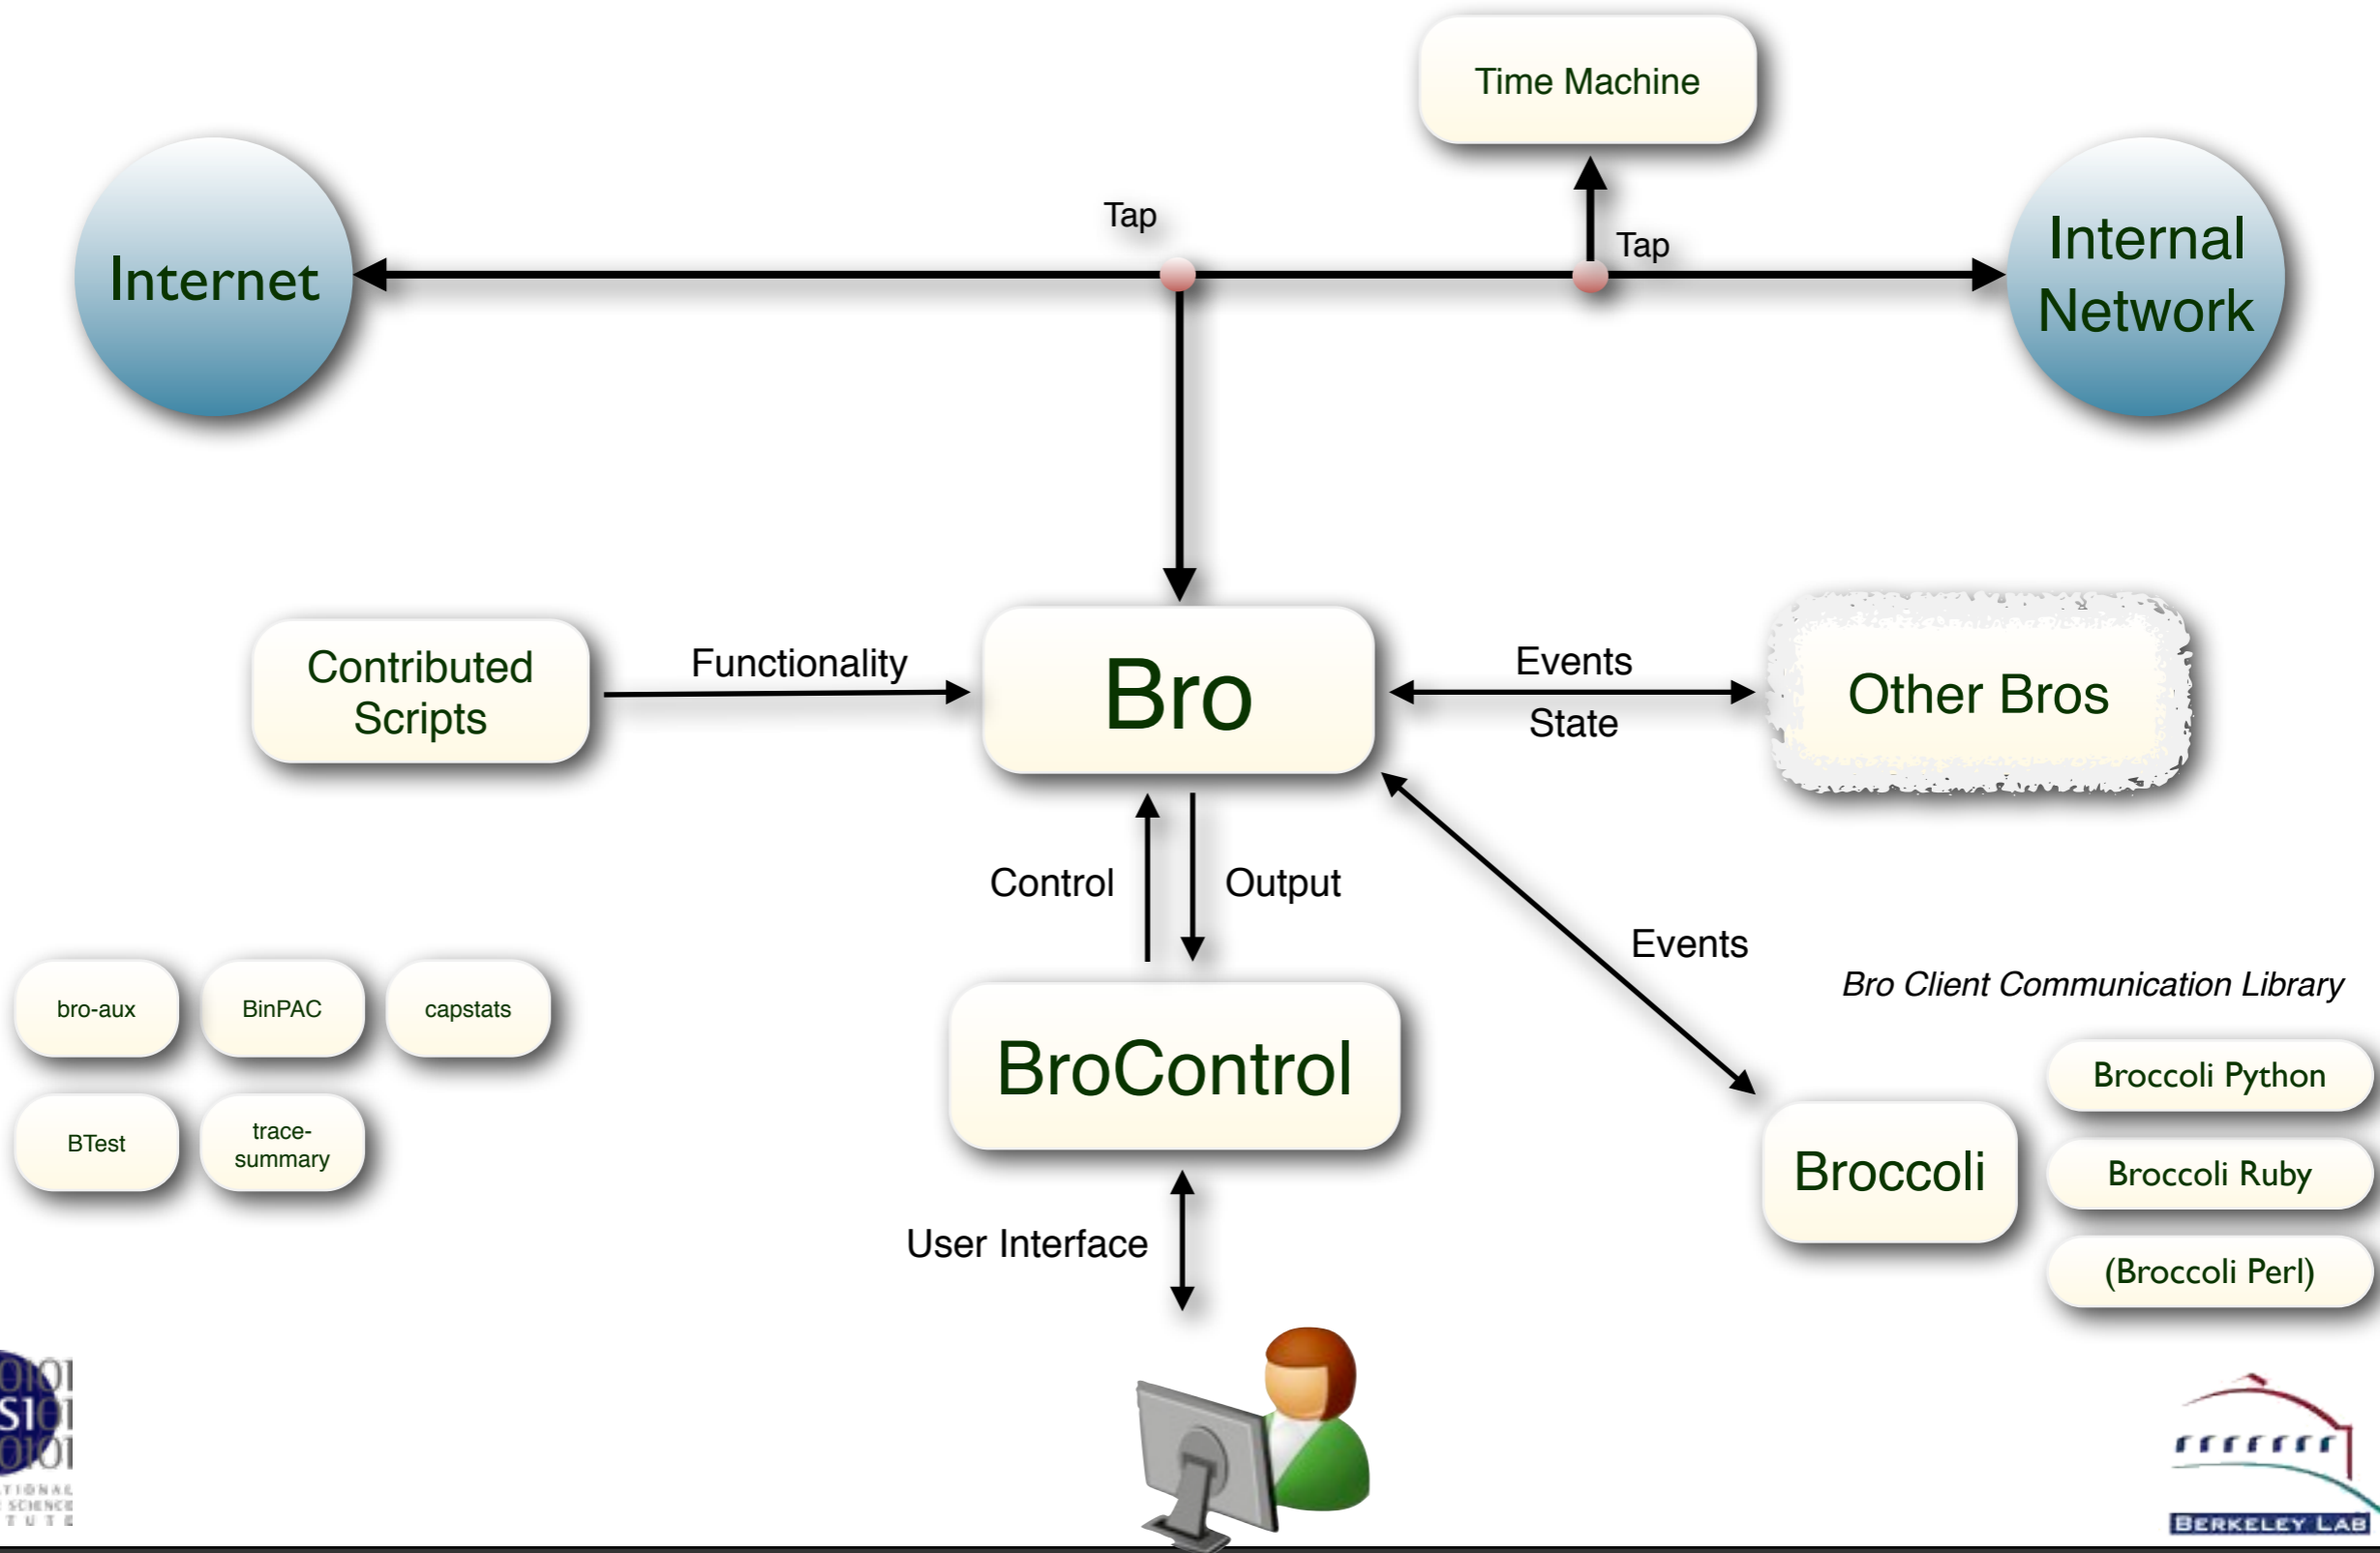 Time Machine
Tap
Tap
Internet
Internal
Network
Contributed
Scripts
Functionality
Bro
Events
State
Other Bros
Control
Output
Events
Bro Client Communication Library
bro-aux
BinPAC
capstats
BroControl
Broccoli Python
BTest
trace-
summary
Broccoli
Broccoli Ruby
User Interface
(Broccoli Perl)
BERKELEY LAB